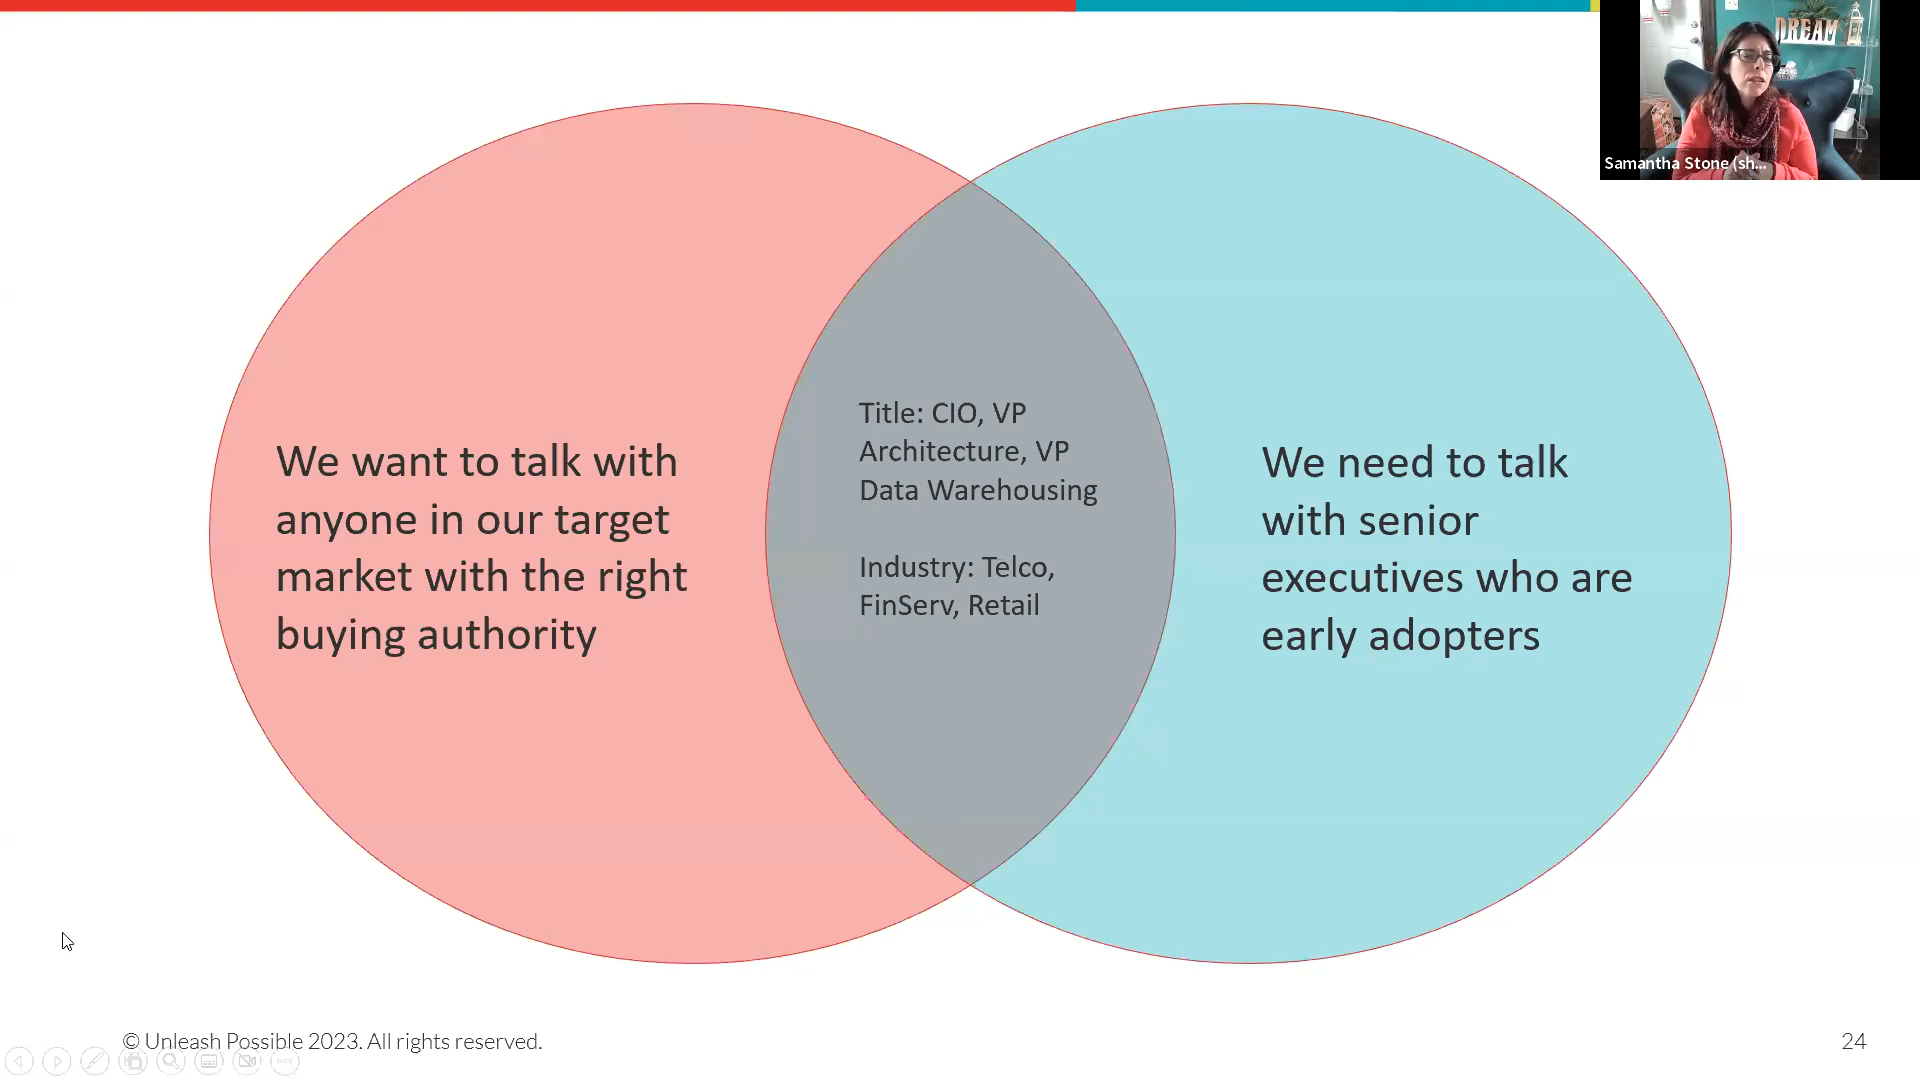 DREAM
Samantha Stone (sh...
We want to talk with
anyone in our target
market with the right
buying authority
Title: CIO, VP
Architecture, VP
Data Warehousing
Industry: Telco,
FinServ, Retail
We need to talk
with senior
executives who are
early adopters
© Unleash Possible 2023. All rights reserved.
24